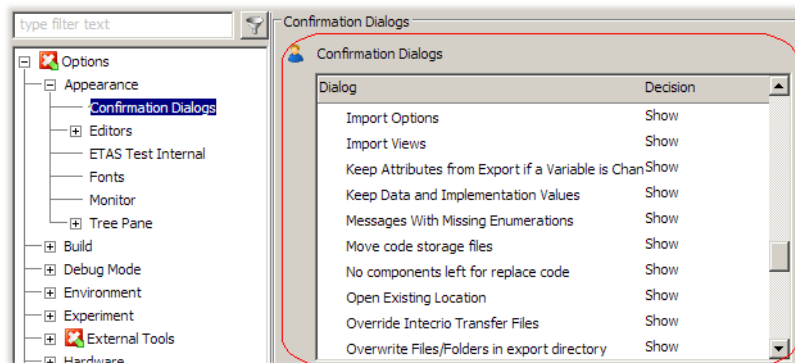 type filter text
Options
Appearance
Confirmation Dialogs
Editors
ETAS Test Internal
Fonts
Monitor
Tree Pane
Build
Debug Mode
Environment
Experiment
External Tools
Hardware
Confirmation Dialogs
Confirmation Dialogs
Dialog Decision
Import Options Show
Import Views Show
Keep Attributes from Export if a Variable is Chan Show
Keep Data and Implementation Values Show
Messages With Missing Enumerations Show
Move code storage files Show
No components left for replace code Show
Open Existing Location Show
Override Intecrio Transfer Files Show
Overwrite Files/Folders in export directory Show